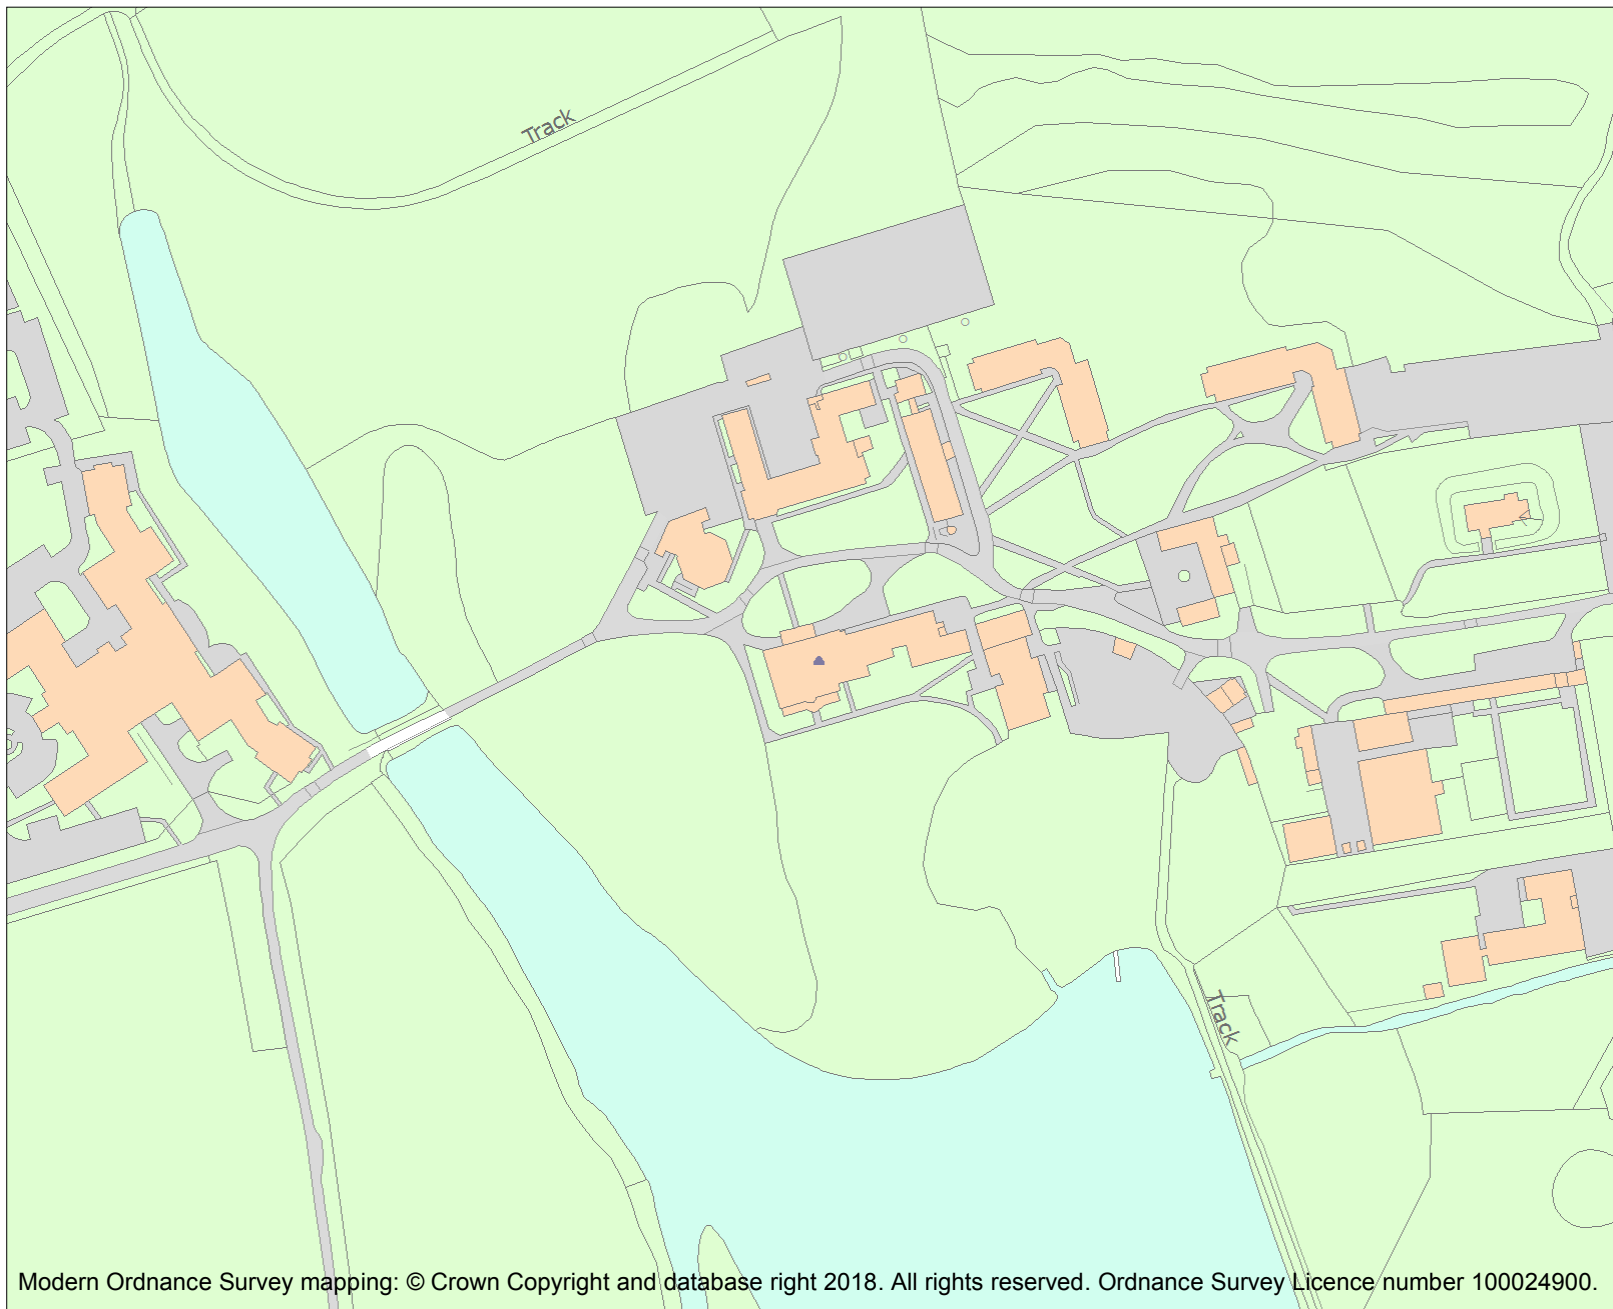 Track
Track
Modern Ordnance Survey mapping: © Crown Copyright and database right 2018. All rights reserved. Ordnance Survey Licence number 100024900.